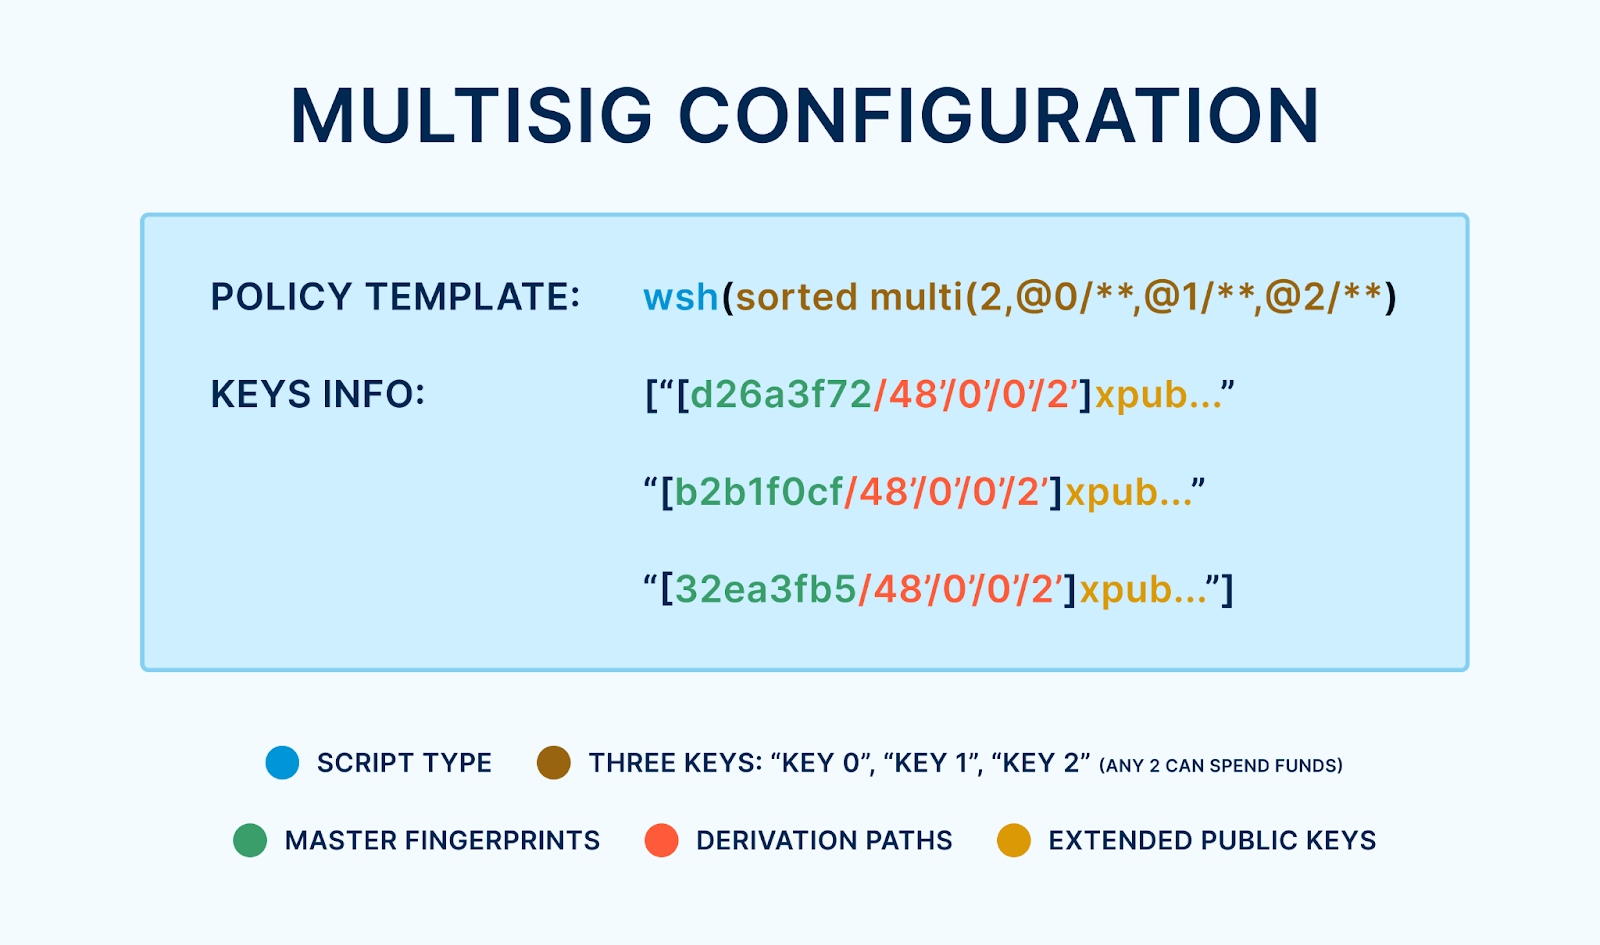 MULTISIG CONFIGURATION
POLICY TEMPLATE: wsh(sorted multi(2,@0/**,@1/**,@2/**)
KEYS INFO: [“[d26a3f72/48’/0’/0’/2’]xpub...”
“[b2b1f0cf/48’/0’/0’/2’]xpub...”
“[32ea3fb5/48’/0’/0’/2’]xpub...”]
SCRIPT TYPE THREE KEYS: “KEY 0”, “KEY 1”, “KEY 2” (ANY 2 CAN SPEND FUNDS)
MASTER FINGERPRINTS DERIVATION PATHS EXTENDED PUBLIC KEYS